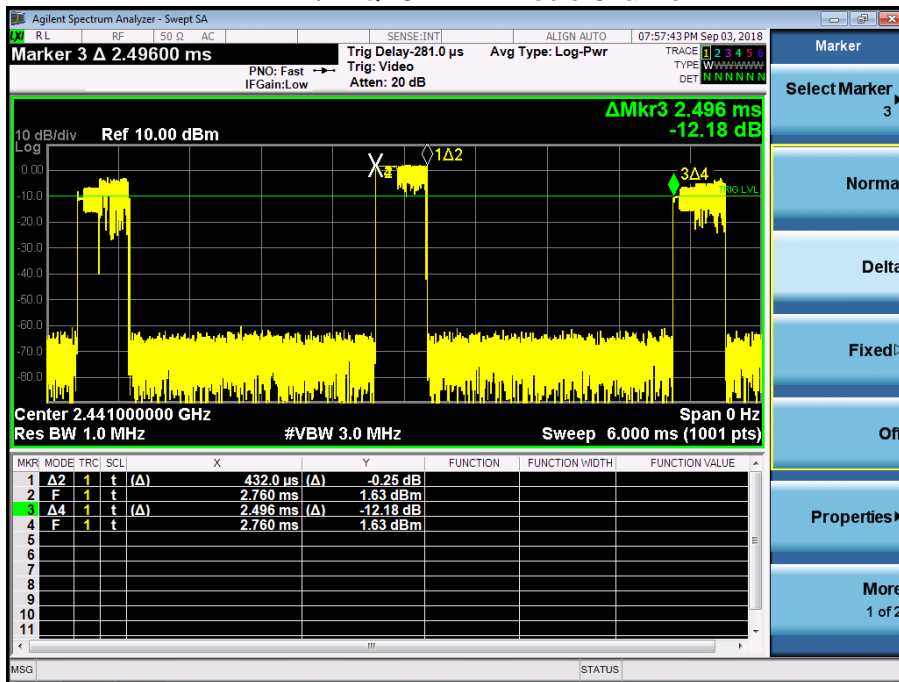 Agilent Spectrum Analyzer - Swept SA
LXI RL RF 50 Ω AC SENSE:INT ALIGN AUTO 07:57:43 PM Sep 03, 2018
Marker 3 Δ 2.49600 ms
Trig Delay-281.0 µs
Avg Type: Log-Pwr
TRACE 1 2 3 4 5 6
PNO: Fast
Trig: Video
TYPE WWWWWW
IFGain:Low
Atten: 20 dB
DET N N N N N N
ΔMkr3 2.496 ms
-12.18 dB
10 dB/div Ref 10.00 dBm
Log
0.00
-10.0
-20.0
-30.0
-40.0
-50.0
-60.0
-70.0
-80.0
1Δ2
3Δ4
TRIG LVL
Center 2.441000000 GHz
Span 0 Hz
Res BW 1.0 MHz
#VBW 3.0 MHz
Sweep 6.000 ms (1001 pts)
MKR MODE TRC SCL X Y FUNCTION FUNCTION WIDTH FUNCTION VALUE
1 Δ2 1 t (Δ) 432.0 µs (Δ) -0.25 dB
2 F 1 t 2.760 ms 1.63 dBm
3 Δ4 1 t (Δ) 2.496 ms (Δ) -12.18 dB
4 F 1 t 2.760 ms 1.63 dBm
5
6
7
8
9
10
11
MSG
STATUS
Marker
Select Marker
3
Norma
Delta
Fixed
Of
Properties
More
1 of 2